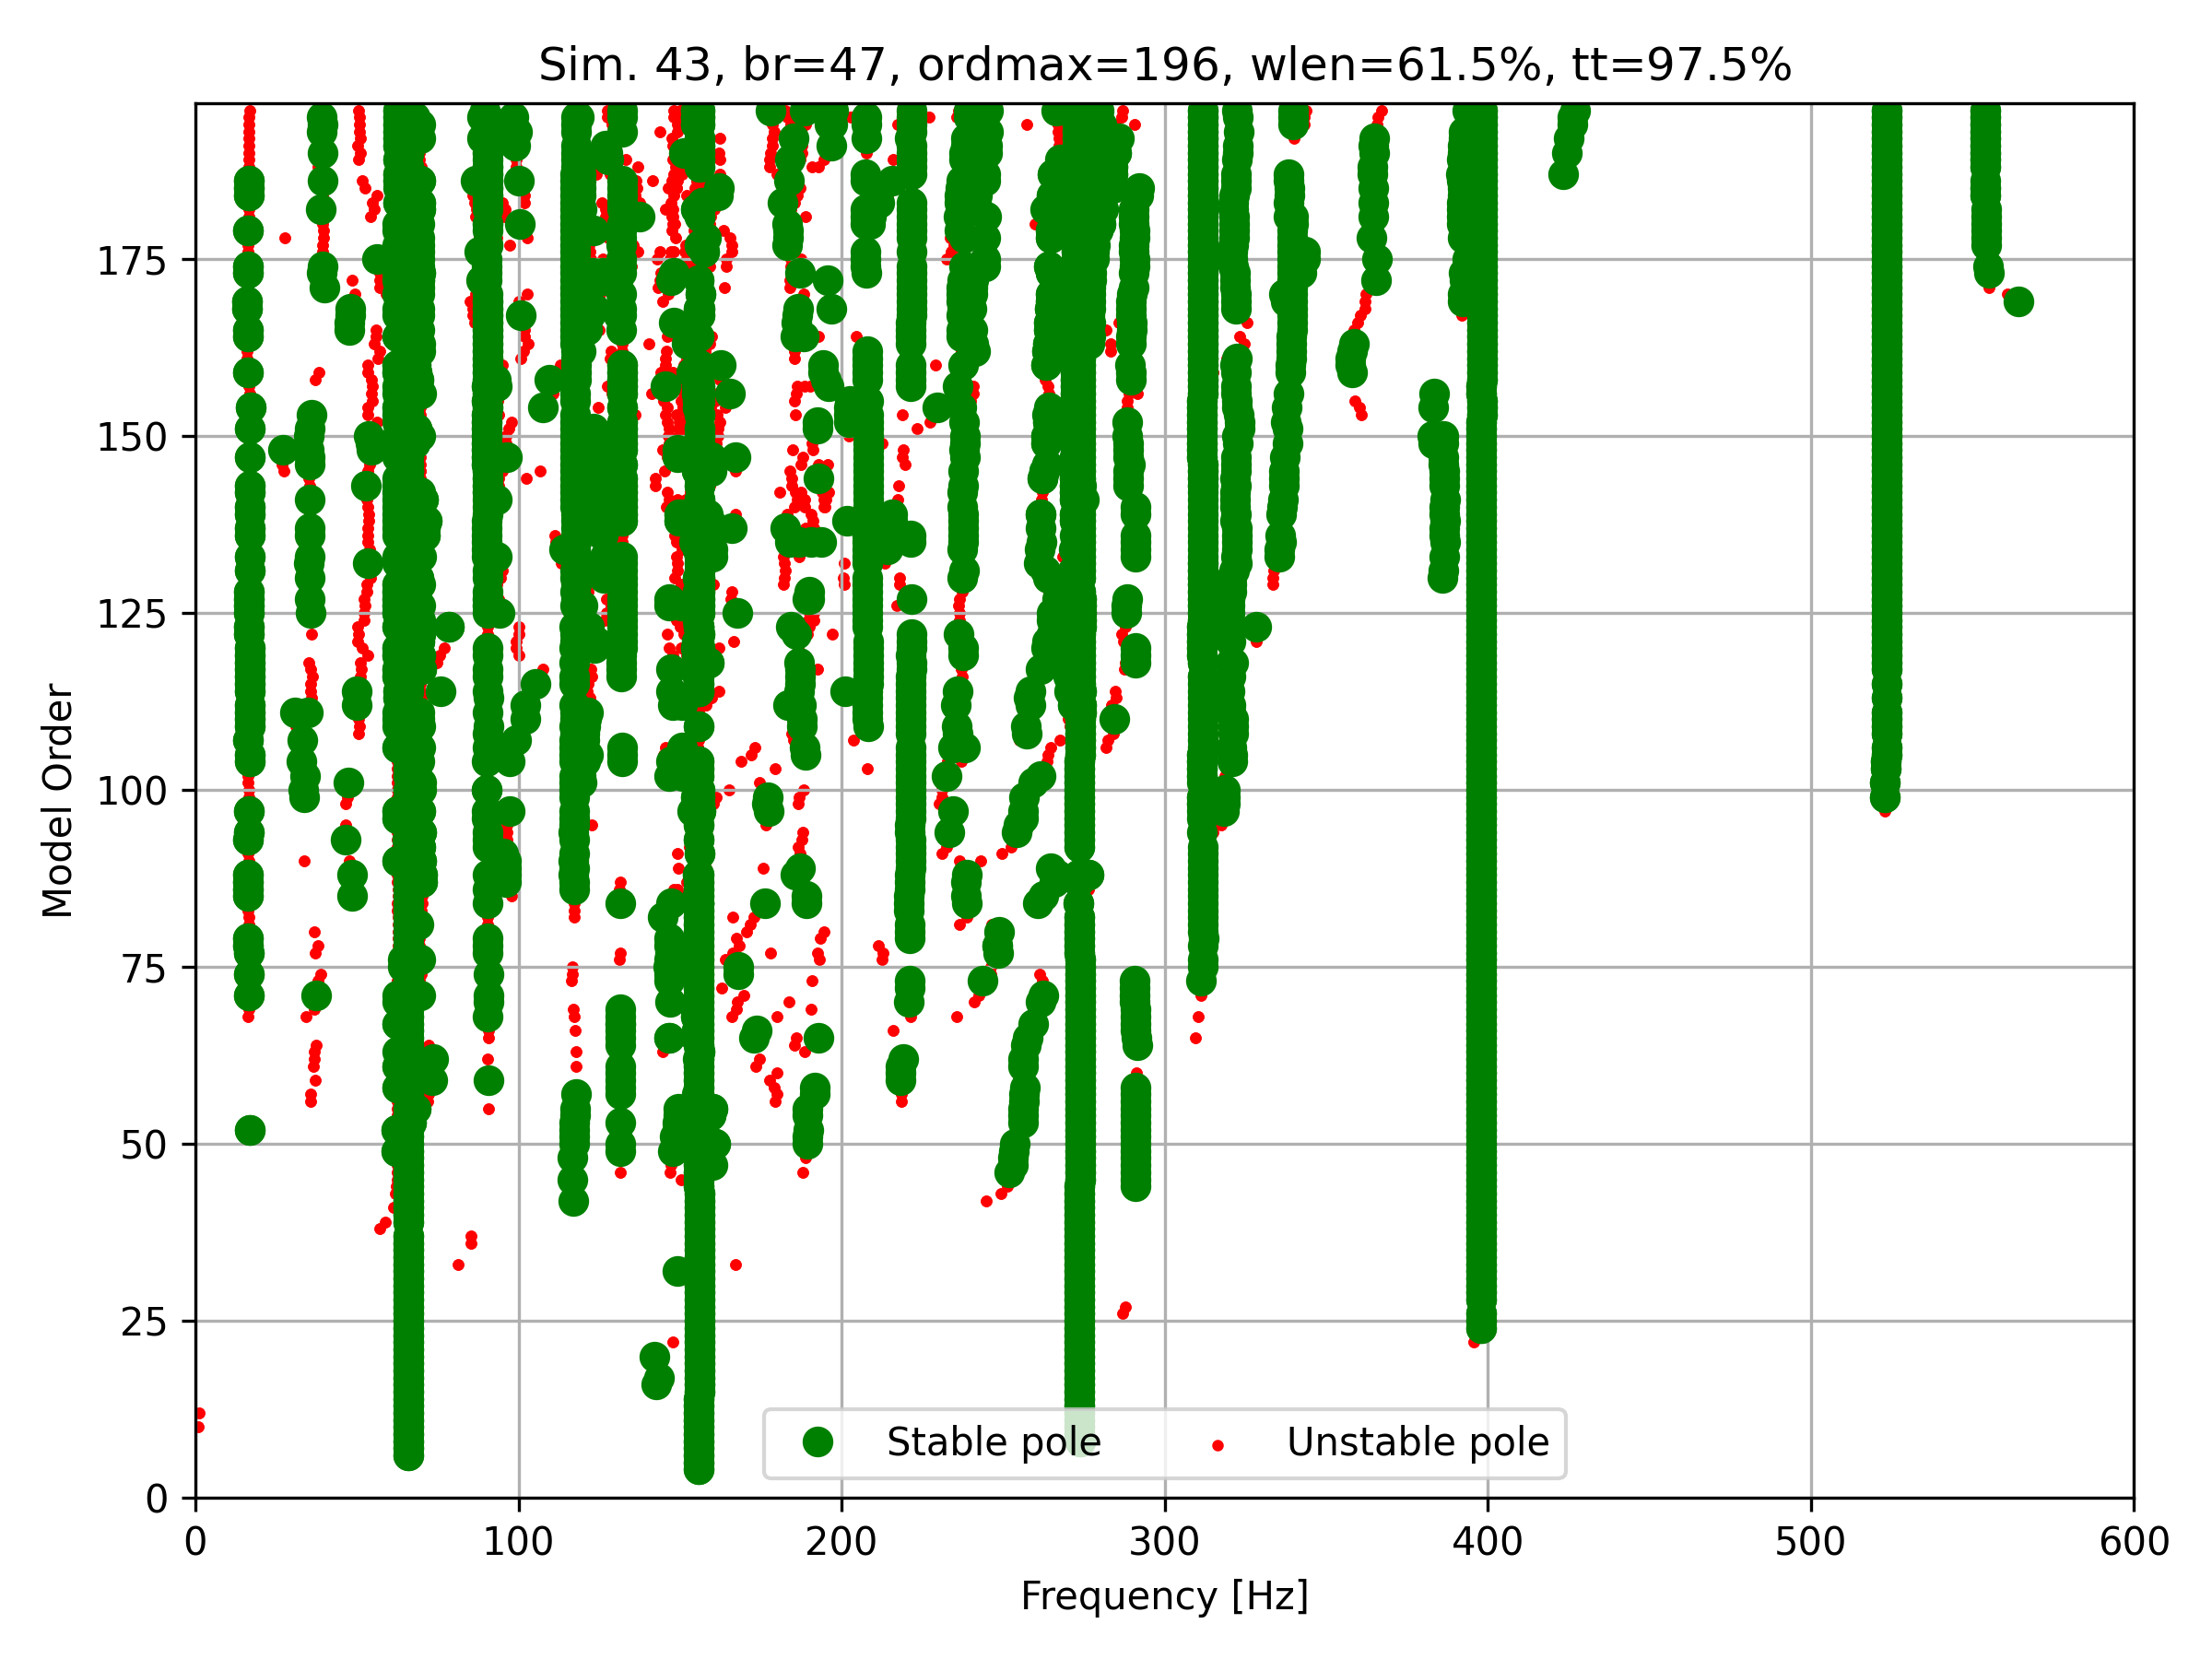 Sim. 43, br=47, ordmax=196, wlen=61.5%, tt=97.5%
175
150
125
100
75
50
25
0
Model Order
Stable pole Unstable pole
0 100 200 300 400 500 600
Frequency [Hz]